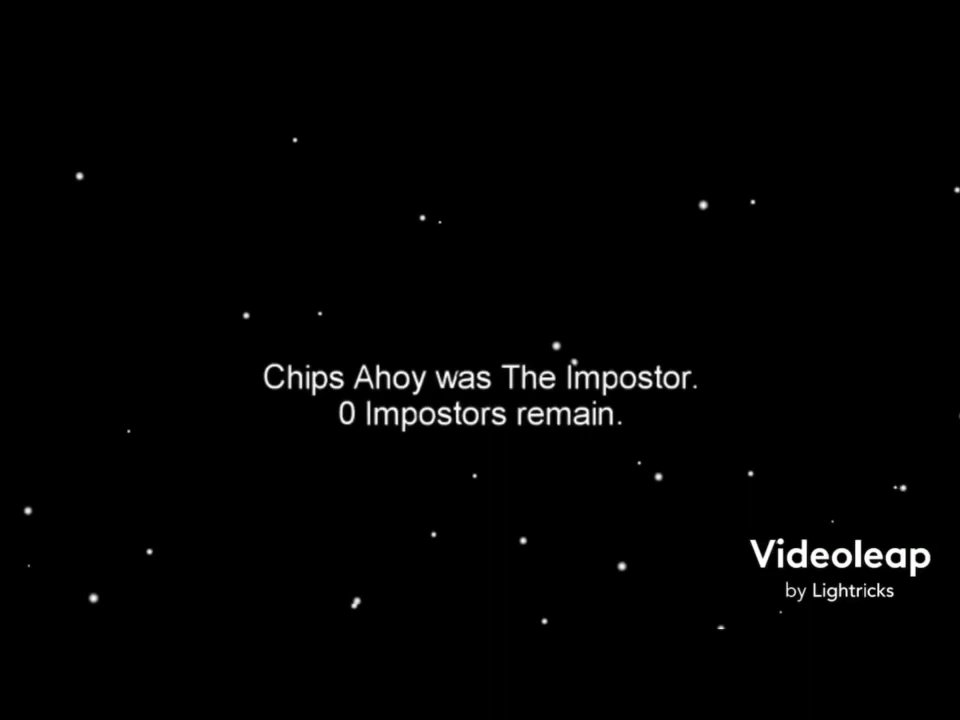 Chips Ahoy was The Impostor.
0 Impostors remain.
Videoleap
by Lightricks